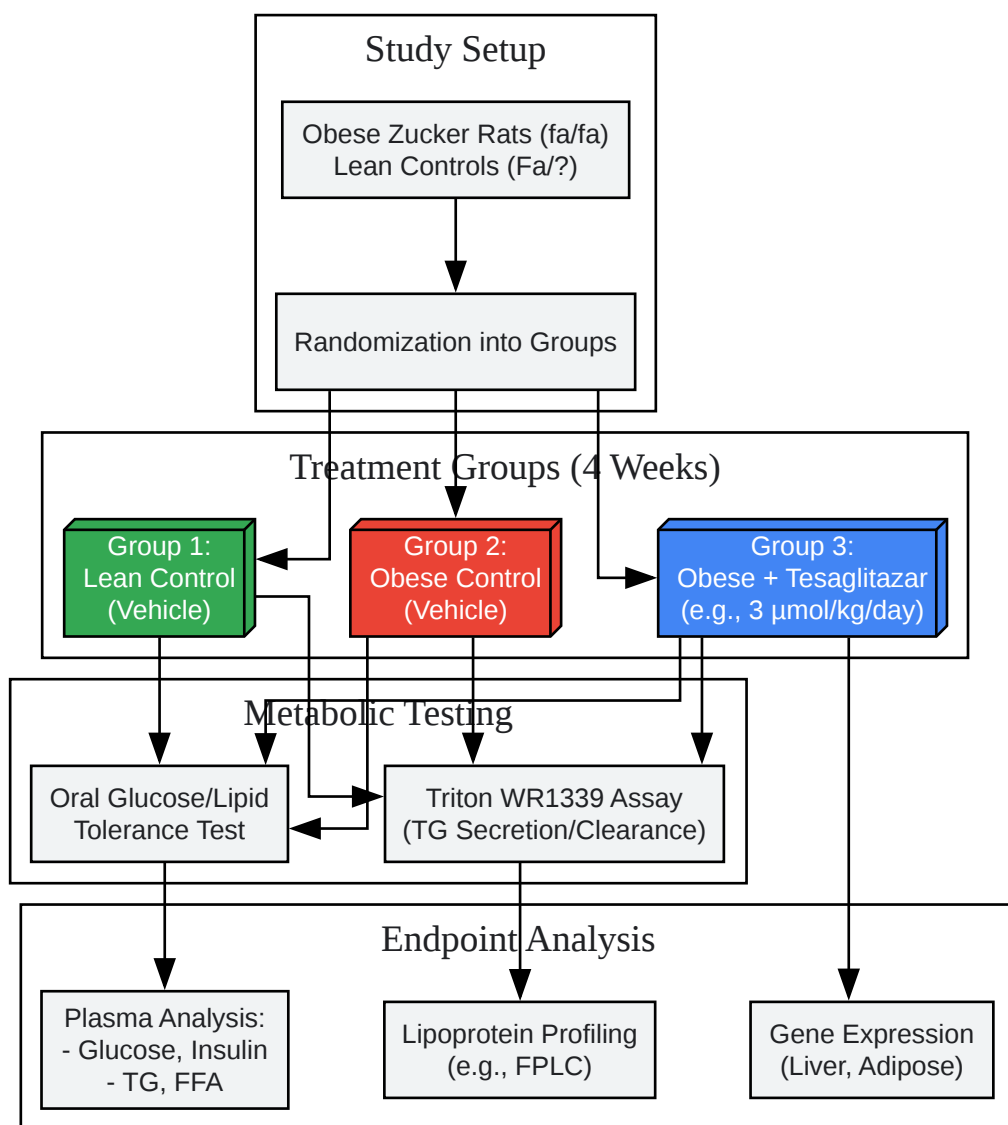 Study Setup
Obese Zucker Rats (fa/fa)
Lean Controls (Fa/?)
Randomization into Groups
Treatment Groups (4 Weeks)
Group 1:
Lean Control
(Vehicle)
Group 2:
Obese Control
(Vehicle)
Group 3:
Obese + Tesaglitazar
(e.g., 3 μmol/kg/day)
Metabolic Testing
Oral Glucose/Lipid
Tolerance Test
Triton WR1339 Assay
(TG Secretion/Clearance)
Endpoint Analysis
Plasma Analysis:
- Glucose, Insulin
- TG, FFA
Lipoprotein Profiling
(e.g., FPLC)
Gene Expression
(Liver, Adipose)